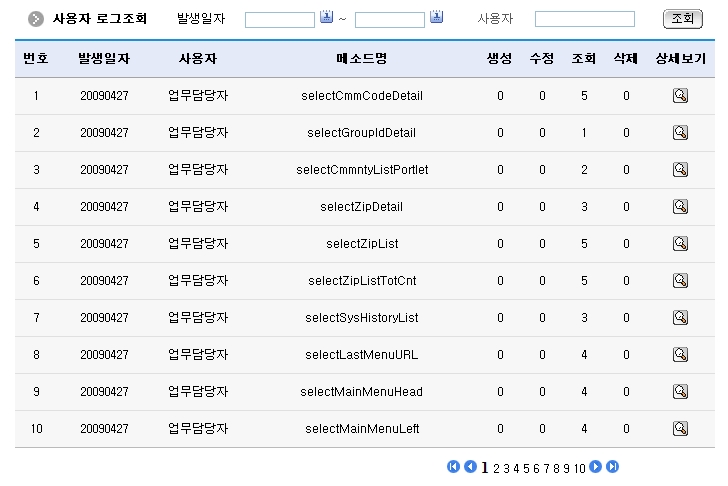 사용자 로그조회 발생일자 ~ 사용자 조회
번호 발생일자 사용자 메소드명 생성 수정 조회 삭제 상세보기
1 20090427 업무담당자 selectCmmCodeDetail 0 0 5 0
2 20090427 업무담당자 selectGroupIdDetail 0 0 1 0
3 20090427 업무담당자 selectCmmntyListPortlet 0 0 2 0
4 20090427 업무담당자 selectZipDetail 0 0 3 0
5 20090427 업무담당자 selectZipList 0 0 5 0
6 20090427 업무담당자 selectZipListTotCnt 0 0 5 0
7 20090427 업무담당자 selectSysHistoryList 0 0 3 0
8 20090427 업무담당자 selectLastMenuURL 0 0 4 0
9 20090427 업무담당자 selectMainMenuHead 0 0 4 0
10 20090427 업무담당자 selectMainMenuLeft 0 0 4 0
1 2 3 4 5 6 7 8 9 10